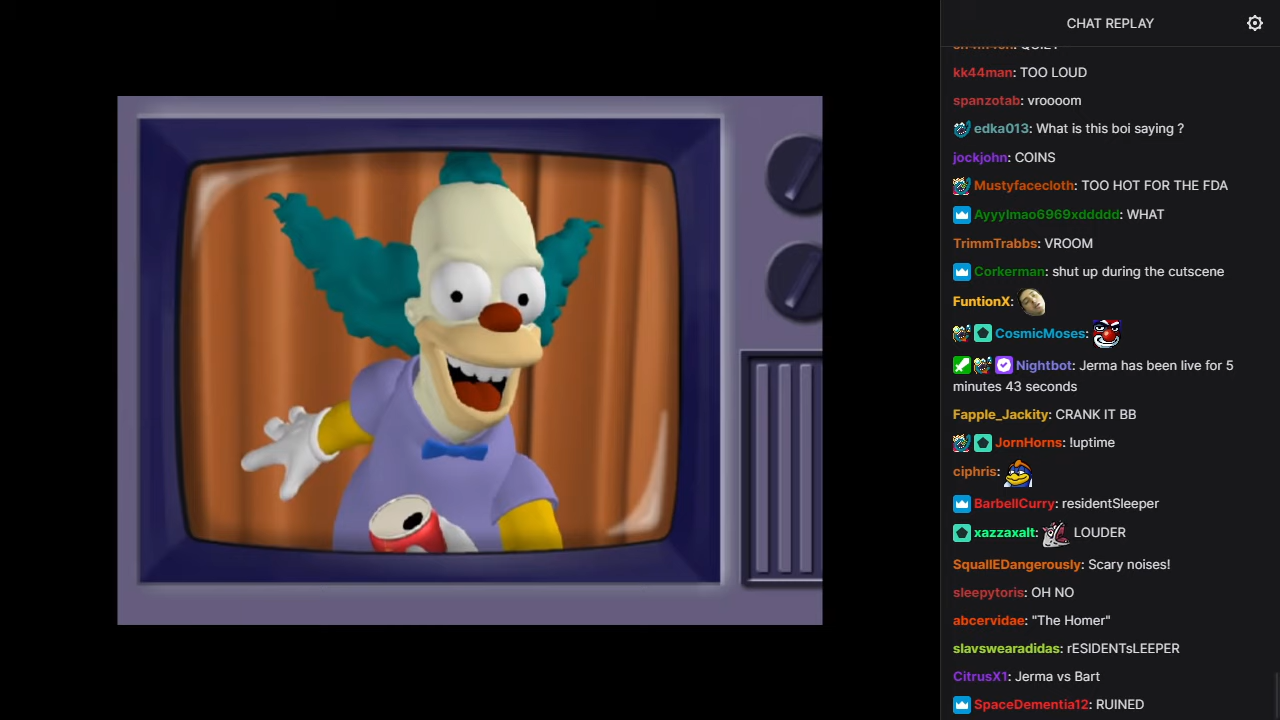 CHAT REPLAY
kk44man: TOO LOUD
spanzotab: vroooom
edka013: What is this boi saying ?
jockjohn: COINS
Mustyfacecloth: TOO HOT FOR THE FDA
Ayyylmao6969xddddd: WHAT
TrimmTrabbs: VROOM
Corkerman: shut up during the cutscene
FuntionX:
CosmicMoses:
Nightbot: Jerma has been live for 5
minutes 43 seconds
Fapple_Jackity: CRANK IT BB
JornHorns: !uptime
ciphris:
BarbellCurry: residentSleeper
xazzaxalt: LOUDER
SquallEDangerously: Scary noises!
sleepytoris: OH NO
abcervidae: "The Homer"
slavswearadidas: rESIDENTsLEEPER
CitrusX1: Jerma vs Bart
SpaceDementia12: RUINED